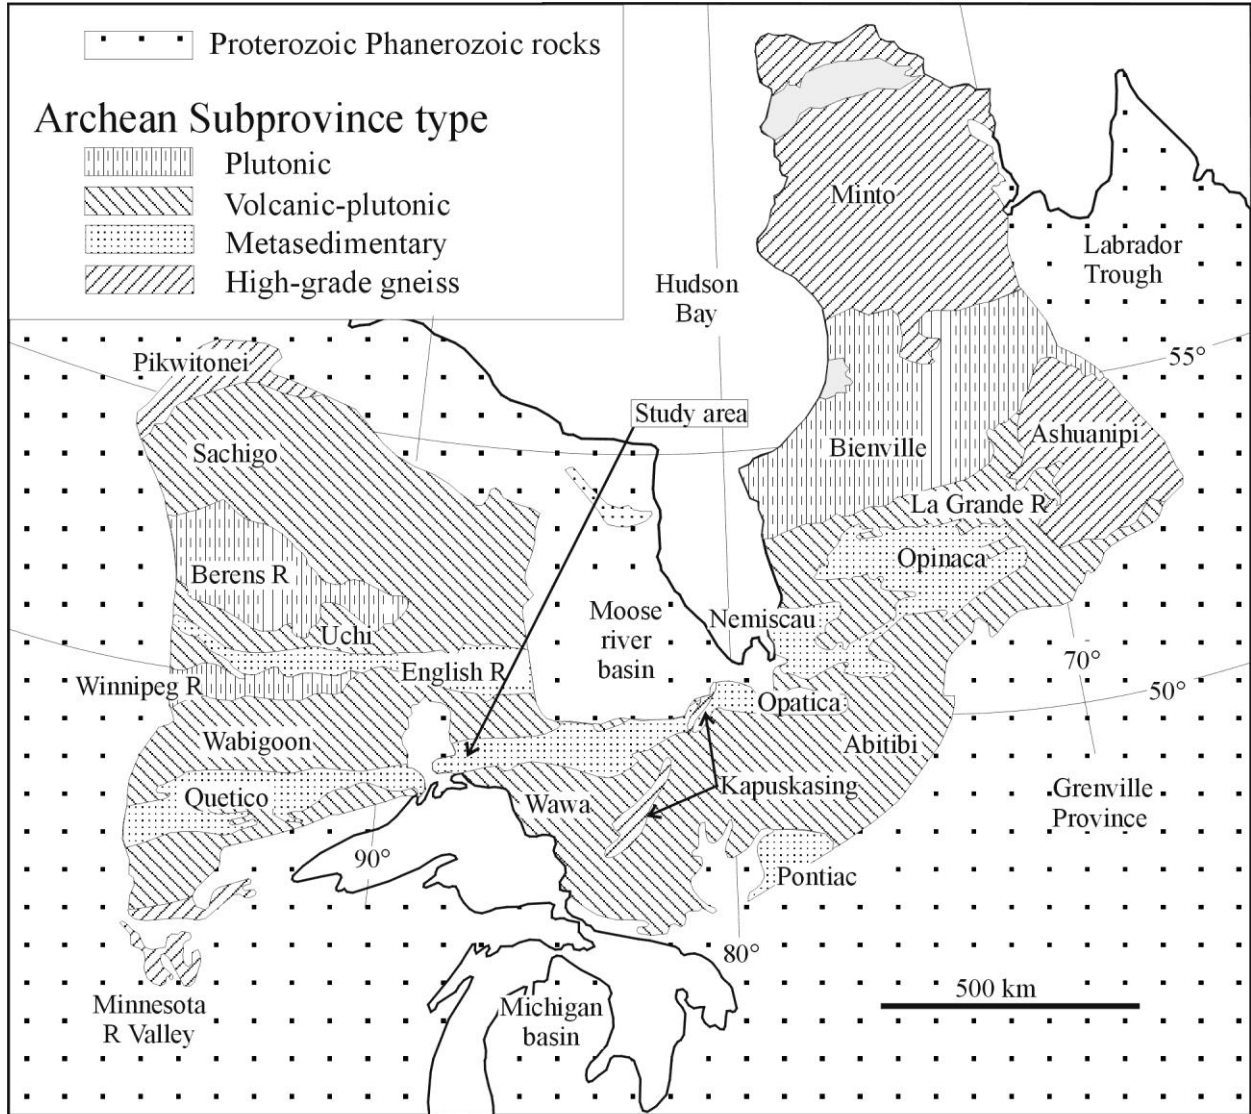 Proterozoic Phanerozoic rocks
Archean Subprovince type
Plutonic
Volcanic-plutonic
Metasedimentary
High-grade gneiss
Minto
Labrador
Trough
Hudson
Bay
55°
Pikwitonei
Study area
Sachigo
Bienville
Ashuanipi
La Grande R
Opinaca
Berens R
Moose
river
basin
Nemiscau
Uchi
English R
Winnipeg R
70°
50°
Opatica
Wabigoon
Abitibi
Quetico
Wawa
Kapuskasing
Grenville
Province
90°
Pontiac
80°
500 km
Minnesota
R Valley
Michigan
basin